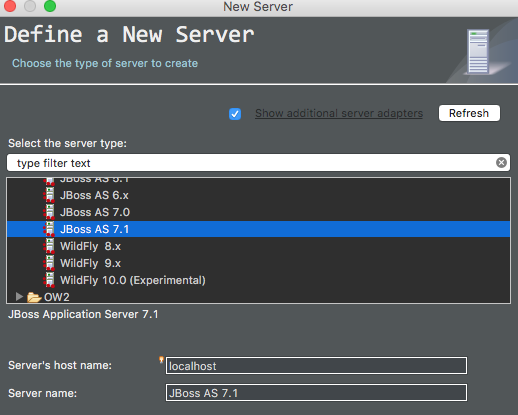 New Server
Define a New Server
Choose the type of server to create
Show additional server adapters Refresh
Select the server type:
type filter text
JBoss AS 5.1
JBoss AS 6.x
JBoss AS 7.0
JBoss AS 7.1
WildFly 8.x
WildFly 9.x
WildFly 10.0 (Experimental)
OW2
JBoss Application Server 7.1
Server's host name: localhost
Server name: JBoss AS 7.1